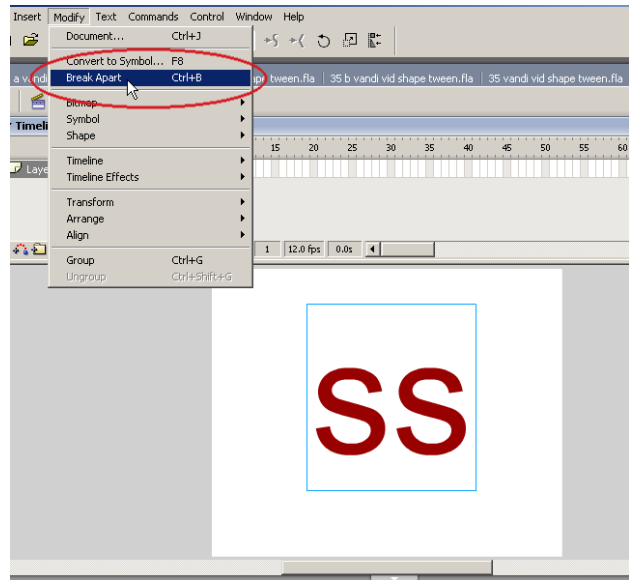 Insert Modify Text Commands Control Window Help
Document... Ctrl+J
Convert to Symbol... F8
Break Apart Ctrl+B
tween.fla 35 b vandi vid shape tween.fla 35 vandi vid shape tween.fla
Bitmap
Symbol
Shape
Timeline
Timeline Effects
Transform
Arrange
Align
Group Ctrl+G
Ungroup Ctrl+Shift+G
15 20 25 30 35 40 45 50 55 60
1 12.0 fps 0.0s
SS